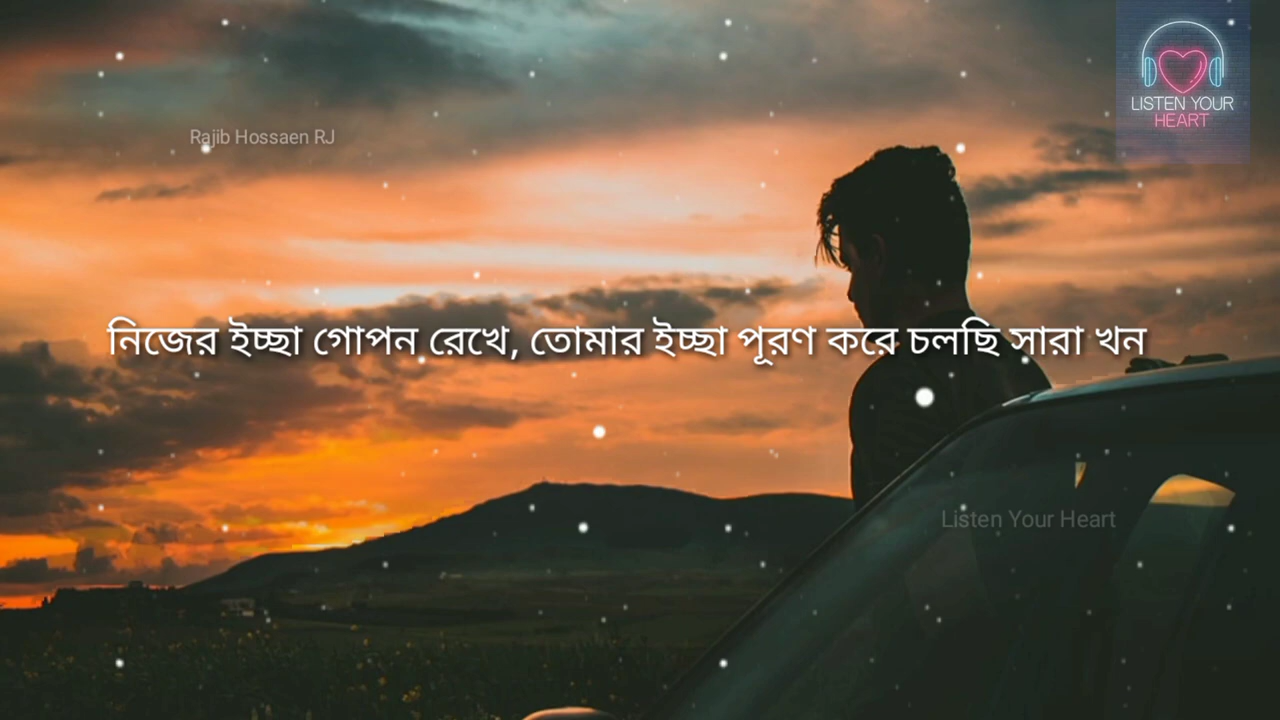 LISTEN YOUR
HEART
Rajib Hossaen RJ
নিজের ইচ্ছা গোপন রেখে, তোমার ইচ্ছা পূরণ করে চলছি সারা খন
Listen Your Heart